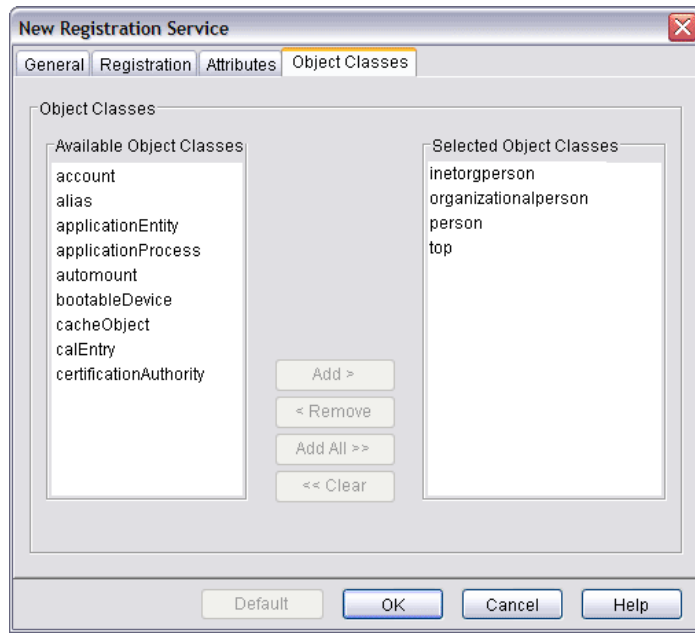 New Registration Service
General Registration Attributes Object Classes
Object Classes
Available Object Classes
account
alias
applicationEntity
applicationProcess
automount
bootableDevice
cacheObject
calEntry
certificationAuthority
Add >
< Remove
Add All >>
<< Clear
Selected Object Classes
inetorgperson
organizationalperson
person
top
Default OK Cancel Help